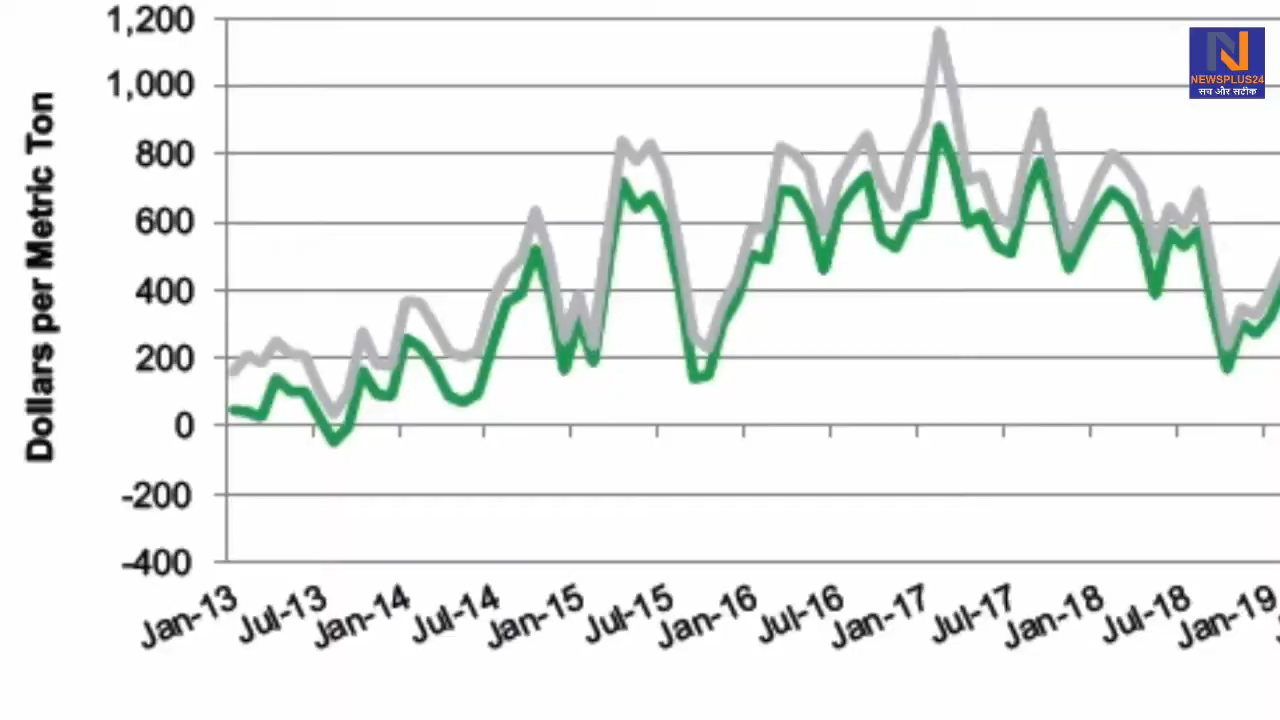 1,200
1,000
800
600
400
200
0
-200
-400
Dollars per Metric Ton
Jan-13
Jul-13
Jan-14
Jul-14
Jan-15
Jul-15
Jan-16
Jul-16
Jan-17
Jul-17
Jan-18
Jul-18
Jan-19
NEWSPLUS24
सच और सटीक